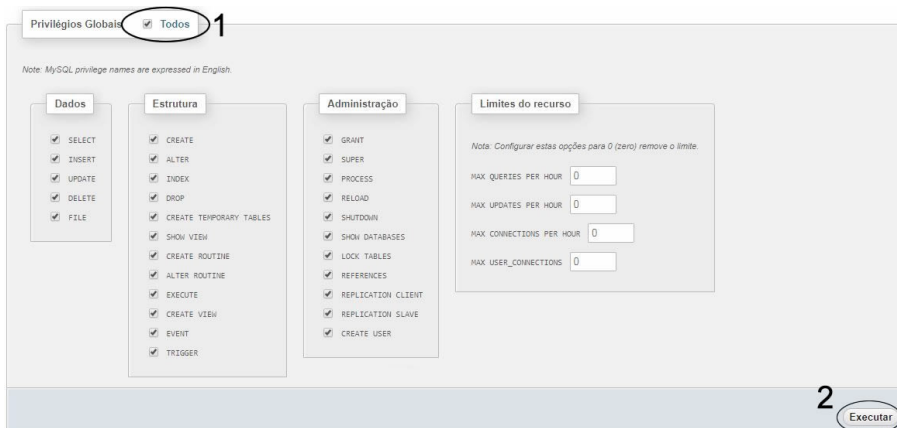 Privilégios Globais Todos 1
Note: MySQL privilege names are expressed in English.
Dados
SELECT
INSERT
UPDATE
DELETE
FILE
Estrutura
CREATE
ALTER
INDEX
DROP
CREATE TEMPORARY TABLES
SHOW VIEW
CREATE ROUTINE
ALTER ROUTINE
EXECUTE
CREATE VIEW
EVENT
TRIGGER
Administração
GRANT
SUPER
PROCESS
RELOAD
SHUTDOWN
SHOW DATABASES
LOCK TABLES
REFERENCES
REPLICATION CLIENT
REPLICATION SLAVE
CREATE USER
Limites do recurso
Nota: Configurar estas opções para 0 (zero) remove o limite.
MAX QUERIES PER HOUR 0
MAX UPDATES PER HOUR 0
MAX CONNECTIONS PER HOUR 0
MAX USER_CONNECTIONS 0
2
Executar